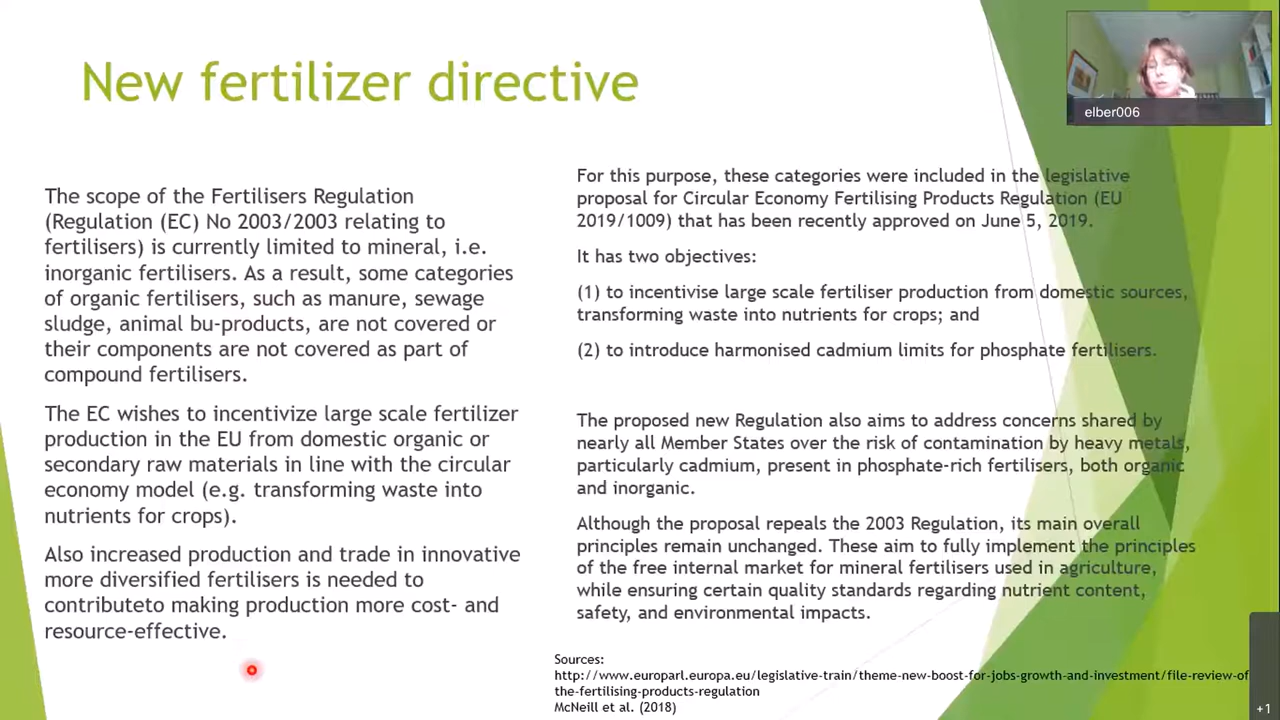 New fertilizer directive
elber006
The scope of the Fertilisers Regulation
(Regulation (EC) No 2003/2003 relating to
fertilisers) is currently limited to mineral, i.e.
inorganic fertilisers. As a result, some categories
of organic fertilisers, such as manure, sewage
sludge, animal bu-products, are not covered or
their components are not covered as part of
compound fertilisers.
The EC wishes to incentivize large scale fertilizer
production in the EU from domestic organic or
secondary raw materials in line with the circular
economy model (e.g. transforming waste into
nutrients for crops).
Also increased production and trade in innovative
more diversified fertilisers is needed to
contributeto making production more cost- and
resource-effective.
For this purpose, these categories were included in the legislative
proposal for Circular Economy Fertilising Products Regulation (EU
2019/1009) that has been recently approved on June 5, 2019.
It has two objectives:
(1) to incentivise large scale fertiliser production from domestic sources,
transforming waste into nutrients for crops; and
(2) to introduce harmonised cadmium limits for phosphate fertilisers.
The proposed new Regulation also aims to address concerns shared by
nearly all Member States over the risk of contamination by heavy metals,
particularly cadmium, present in phosphate-rich fertilisers, both organic
and inorganic.
Although the proposal repeals the 2003 Regulation, its main overall
principles remain unchanged. These aim to fully implement the principles
of the free internal market for mineral fertilisers used in agriculture,
while ensuring certain quality standards regarding nutrient content,
safety, and environmental impacts.
Sources:
http://www.europarl.europa.eu/legislative-train/theme-new-boost-for-jobs-growth-and-investment/file-review-of
the-fertilising-products-regulation
McNeill et al. (2018)
+1